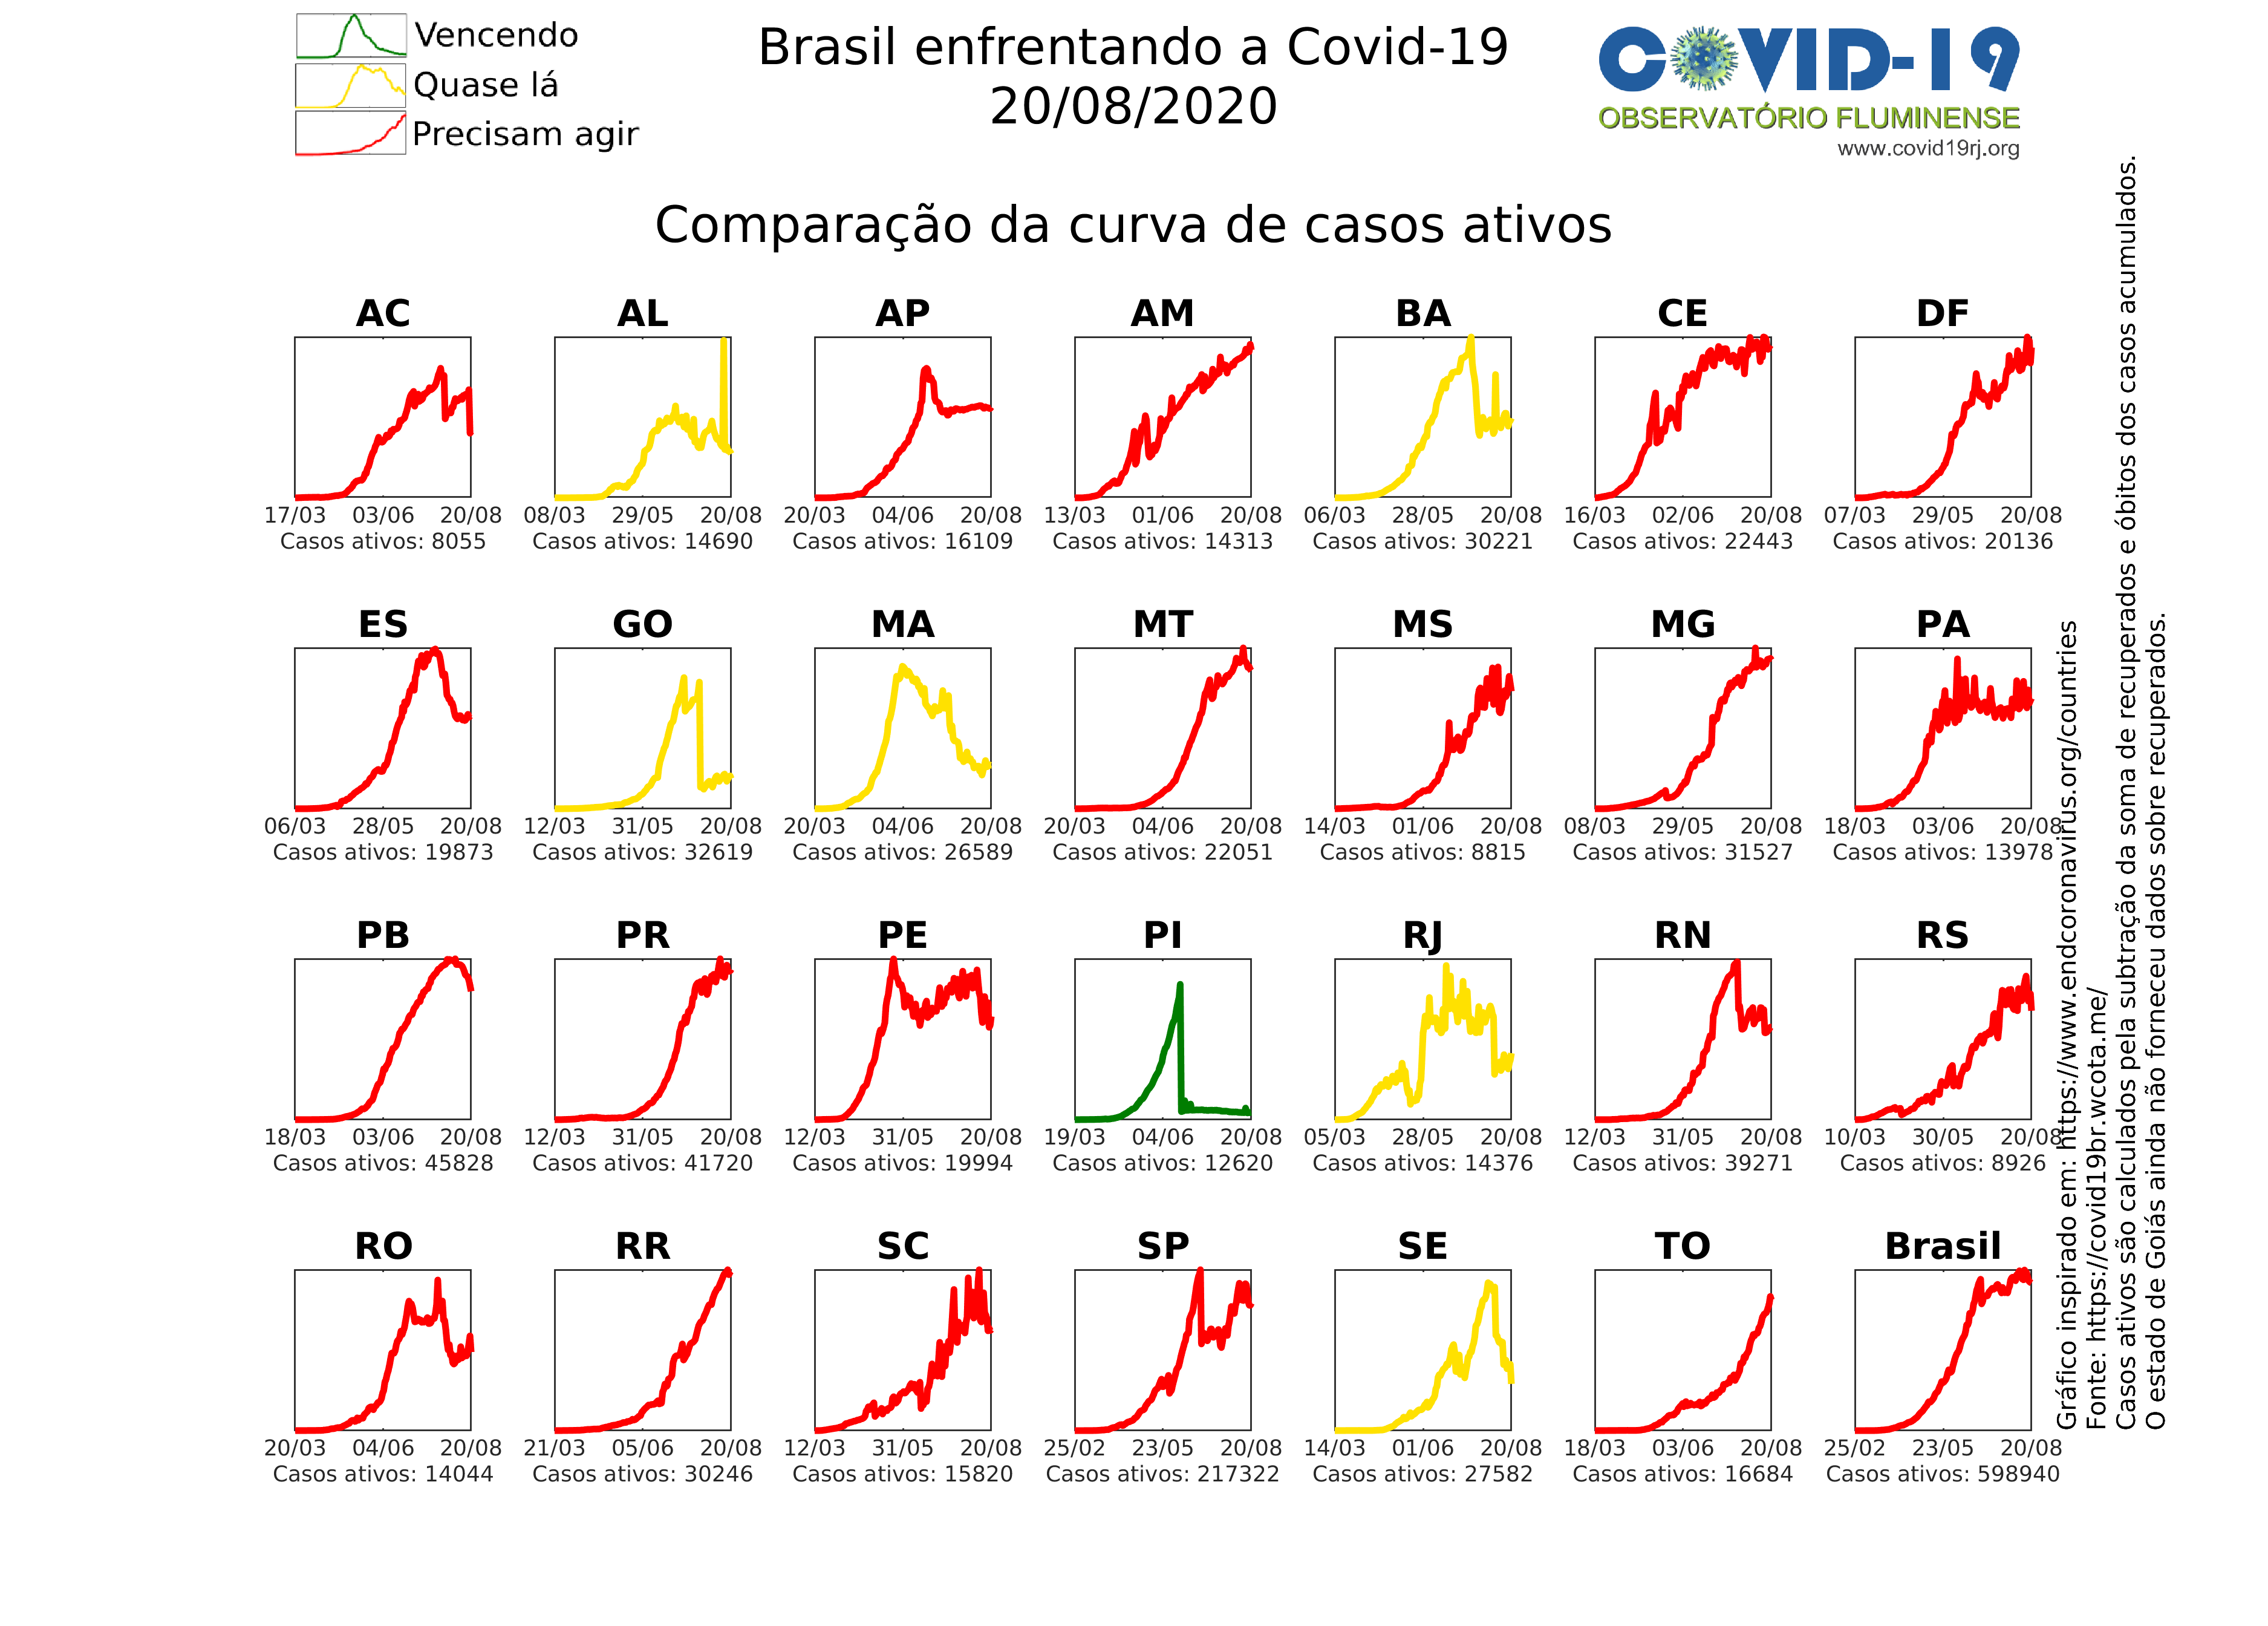 Vencendo
Quase lá
Precisam agir
Brasil enfrentando a Covid-19
20/08/2020
COVID-19
OBSERVATÓRIO FLUMINENSE
www.covid19rj.org
Comparação da curva de casos ativos
AC AL AP AM BA CE DF
17/03 03/06 20/08 08/03 29/05 20/08 20/03 04/06 20/08 13/03 01/06 20/08 06/03 28/05 20/08 16/03 02/06 20/08 07/03 29/05 20/08
Casos ativos: 8055 Casos ativos: 14690 Casos ativos: 16109 Casos ativos: 14313 Casos ativos: 30221 Casos ativos: 22443 Casos ativos: 20136
ES GO MA MT MS MG PA
06/03 28/05 20/08 12/03 31/05 20/08 20/03 04/06 20/08 20/03 04/06 20/08 14/03 01/06 20/08 08/03 29/05 20/08 18/03 03/06 20/08
Casos ativos: 19873 Casos ativos: 32619 Casos ativos: 26589 Casos ativos: 22051 Casos ativos: 8815 Casos ativos: 31527 Casos ativos: 13978
PB PR PE PI RJ RN RS
18/03 03/06 20/08 12/03 31/05 20/08 12/03 31/05 20/08 19/03 04/06 20/08 05/03 28/05 20/08 12/03 31/05 20/08 10/03 30/05 20/08
Casos ativos: 45828 Casos ativos: 41720 Casos ativos: 19994 Casos ativos: 12620 Casos ativos: 14376 Casos ativos: 39271 Casos ativos: 8926
RO RR SC SP SE TO Brasil
20/03 04/06 20/08 21/03 05/06 20/08 12/03 31/05 20/08 25/02 23/05 20/08 14/03 01/06 20/08 18/03 03/06 20/08 25/02 23/05 20/08
Casos ativos: 14044 Casos ativos: 30246 Casos ativos: 15820 Casos ativos: 217322 Casos ativos: 27582 Casos ativos: 16684 Casos ativos: 598940
Gráfico inspirado em: https://www.endcoronavirus.org/countries
Fonte: https://covid19br.wcota.me/
Casos ativos são calculados pela subtração da soma de recuperados e óbitos dos casos acumulados.
O estado de Goiás ainda não forneceu dados sobre recuperados.